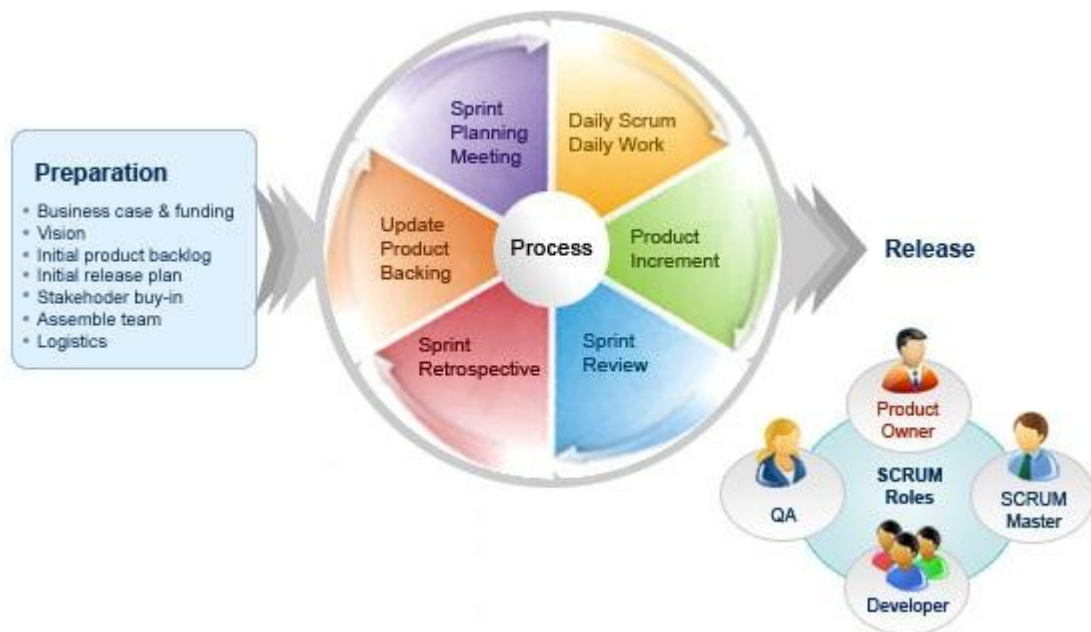 Preparation
• Business case & funding
• Vision
• Initial product backlog
• Initial release plan
• Stakehoder buy-in
• Assemble team
• Logistics
Sprint
Planning
Meeting
Daily Scrum
Daily Work
Update
Product
Backing
Process
Product
Increment
Sprint
Retrospective
Sprint
Review
Release
Product
Owner
QA
SCRUM
Roles
SCRUM
Master
Developer